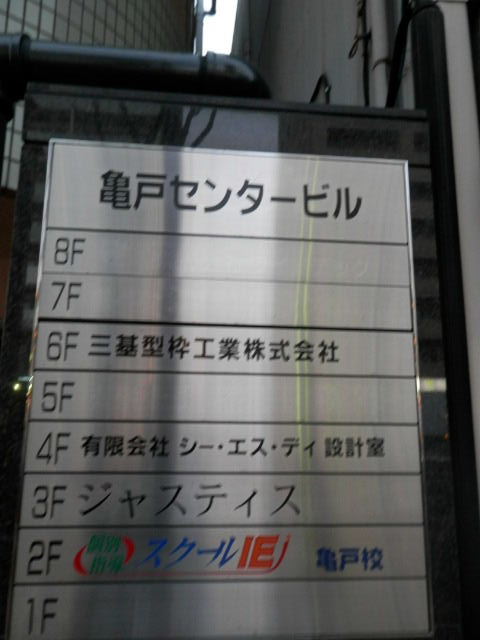 亀戸センタービル
8F
7F
6F 三基型枠工業株式会社
5F
4F 有限会社 シー・エス・ディ 設計室
3F ジャスティス
2F 個別指導 スクールIE 亀戸校
1F